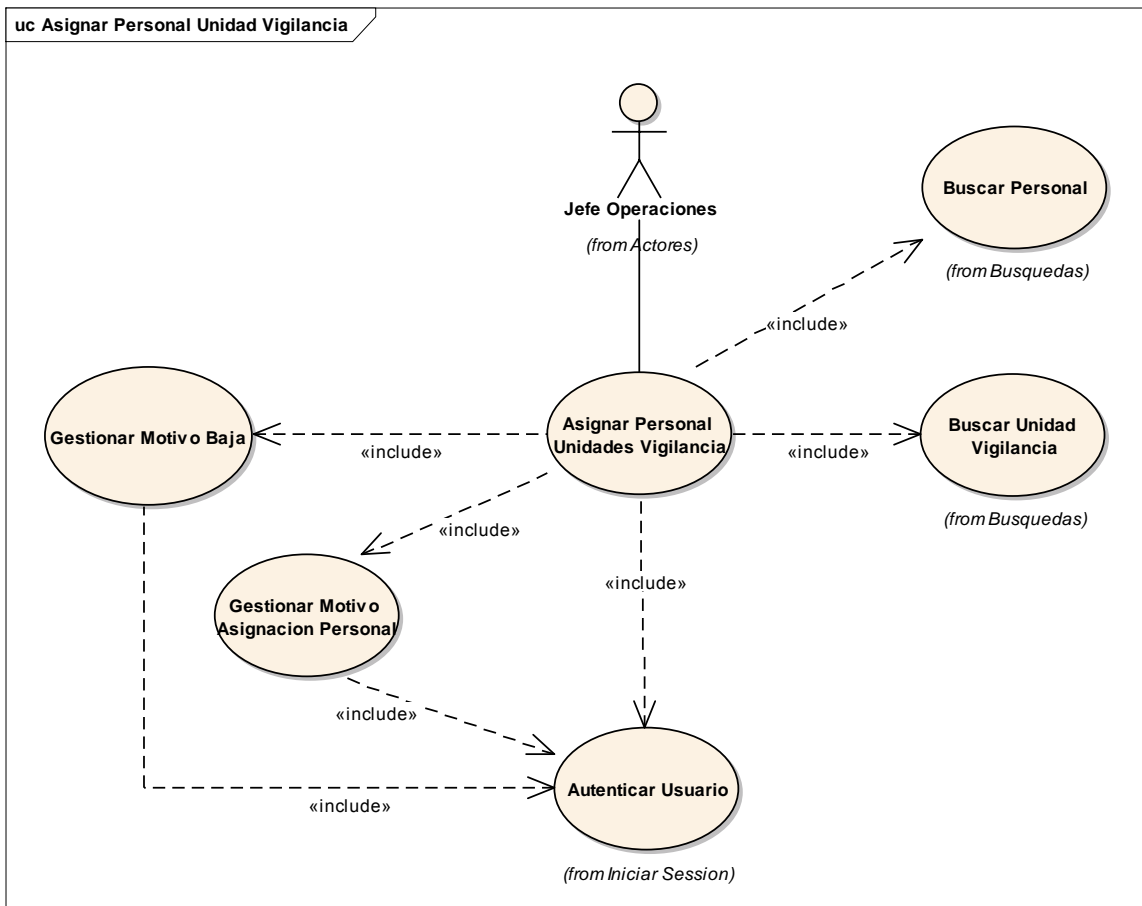 uc Asignar Personal Unidad Vigilancia
Jefe Operaciones
(from Actores)
Buscar Personal
(from Busquedas)
«include»
Gestionar Motivo Baja
«include»
Asignar Personal
Unidades Vigilancia
«include»
Buscar Unidad
Vigilancia
(from Busquedas)
«include»
«include»
Gestionar Motivo
Asignacion Personal
«include»
«include»
Autenticar Usuario
(from Iniciar Session)